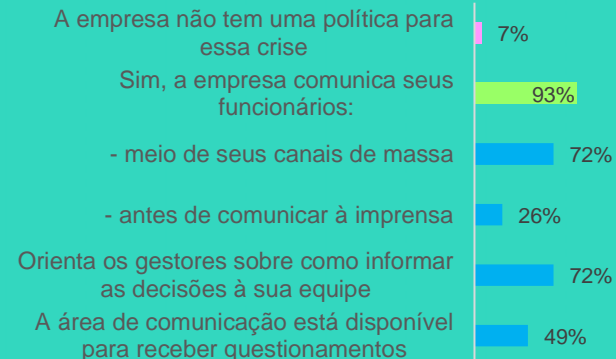 A empresa não tem uma política para
essa crise
7%
Sim, a empresa comunica seus
funcionários:
93%
- meio de seus canais de massa
72%
- antes de comunicar à imprensa
26%
Orienta os gestores sobre como informar
as decisões à sua equipe
72%
A área de comunicação está disponível
para receber questionamentos
49%